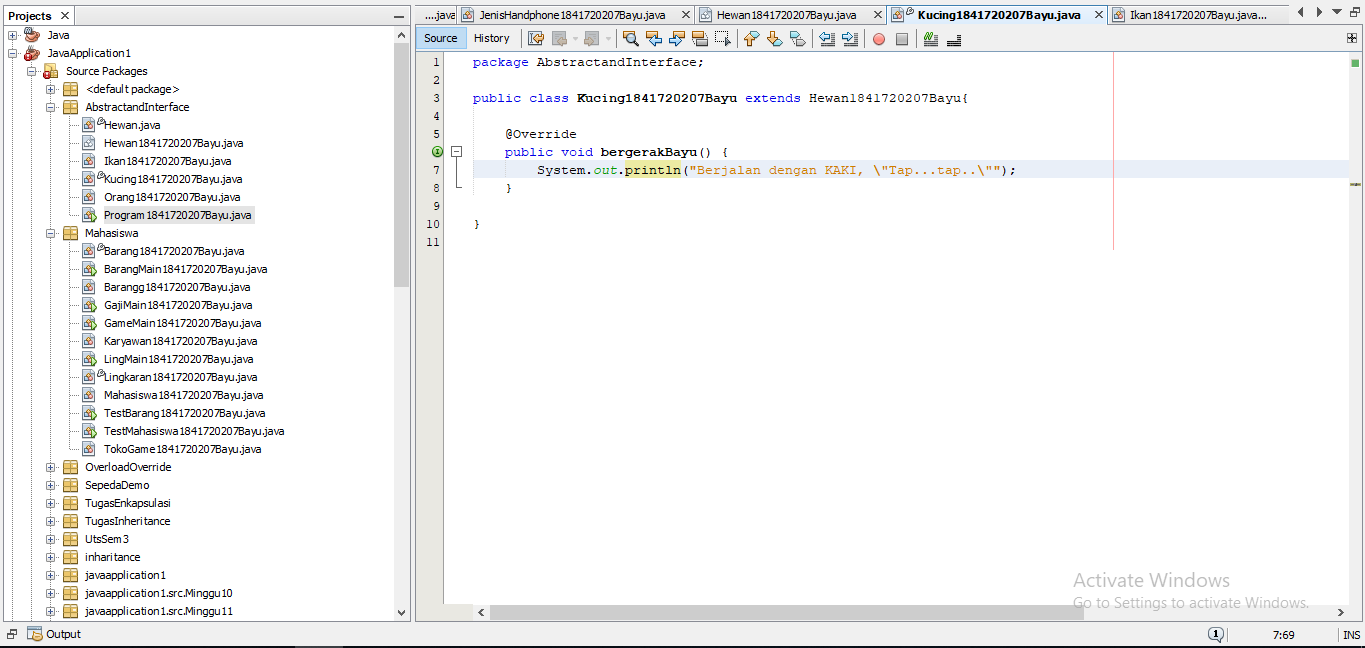 Projects
Java
JavaApplication1
Source Packages
<default package>
AbstractandInterface
Hewan.java
Hewan1841720207Bayu.java
Ikan1841720207Bayu.java
Kucing1841720207Bayu.java
Orang1841720207Bayu.java
Program1841720207Bayu.java
Mahasiswa
Barang1841720207Bayu.java
BarangMain1841720207Bayu.java
Barangg1841720207Bayu.java
GajiMain1841720207Bayu.java
GameMain1841720207Bayu.java
Karyawan1841720207Bayu.java
LingMain1841720207Bayu.java
Lingkaran1841720207Bayu.java
Mahasiswa1841720207Bayu.java
TestBarang1841720207Bayu.java
TestMahasiswa1841720207Bayu.java
TokoGame1841720207Bayu.java
OverloadOverride
SepedaDemo
TugasEnkapsulasi
TugasInheritance
UtsSem3
inharitance
javaapplication1
javaapplication1.src.Minggu10
javaapplication1.src.Minggu11
....java JenisHandphone1841720207Bayu.java Hewan1841720207Bayu.java Kucing1841720207Bayu.java Ikan1841720207Bayu.java...
Source History
1 package AbstractandInterface;
2
3 public class Kucing1841720207Bayu extends Hewan1841720207Bayu{
4
5 @Override
public void bergerakBayu() {
7 System.out.println("Berjalan dengan KAKI, \"Tap...tap..\"");
8 }
9
10 }
11
Activate Windows
Go to Settings to activate Windows.
Output 1 7:69 INS